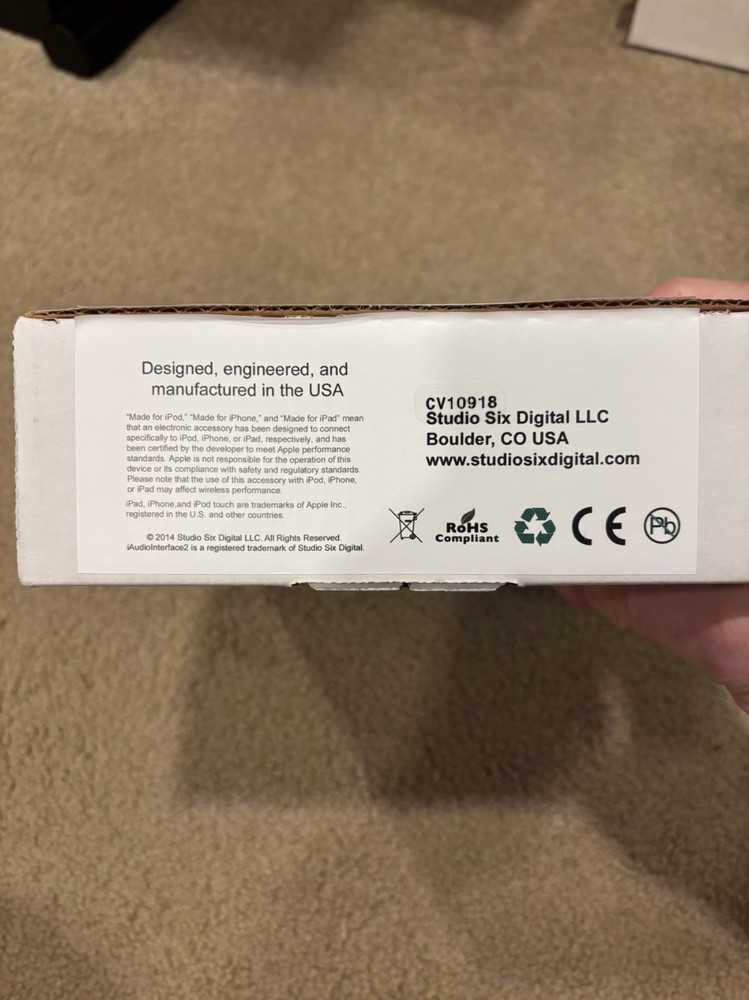 Designed, engineered, and
manufactured in the USA
"Made for iPod," "Made for iPhone," and "Made for iPad" mean
that an electronic accessory has been designed to connect
specifically to iPod, iPhone, or iPad, respectively, and has
been certified by the developer to meet Apple performance
standards. Apple is not responsible for the operation of this
device or its compliance with safety and regulatory standards.
Please note that the use of this accessory with iPod, iPhone,
or iPad may affect wireless performance.
iPad, iPhone,and iPod touch are trademarks of Apple Inc.,
registered in the U.S. and other countries.
© 2014 Studio Six Digital LLC. All Rights Reserved.
iAudioInterface2 is a registered trademark of Studio Six Digital.
CV10918
Studio Six Digital LLC
Boulder, CO USA
www.studiosixdigital.com
RoHS
Compliant
CE
Pb